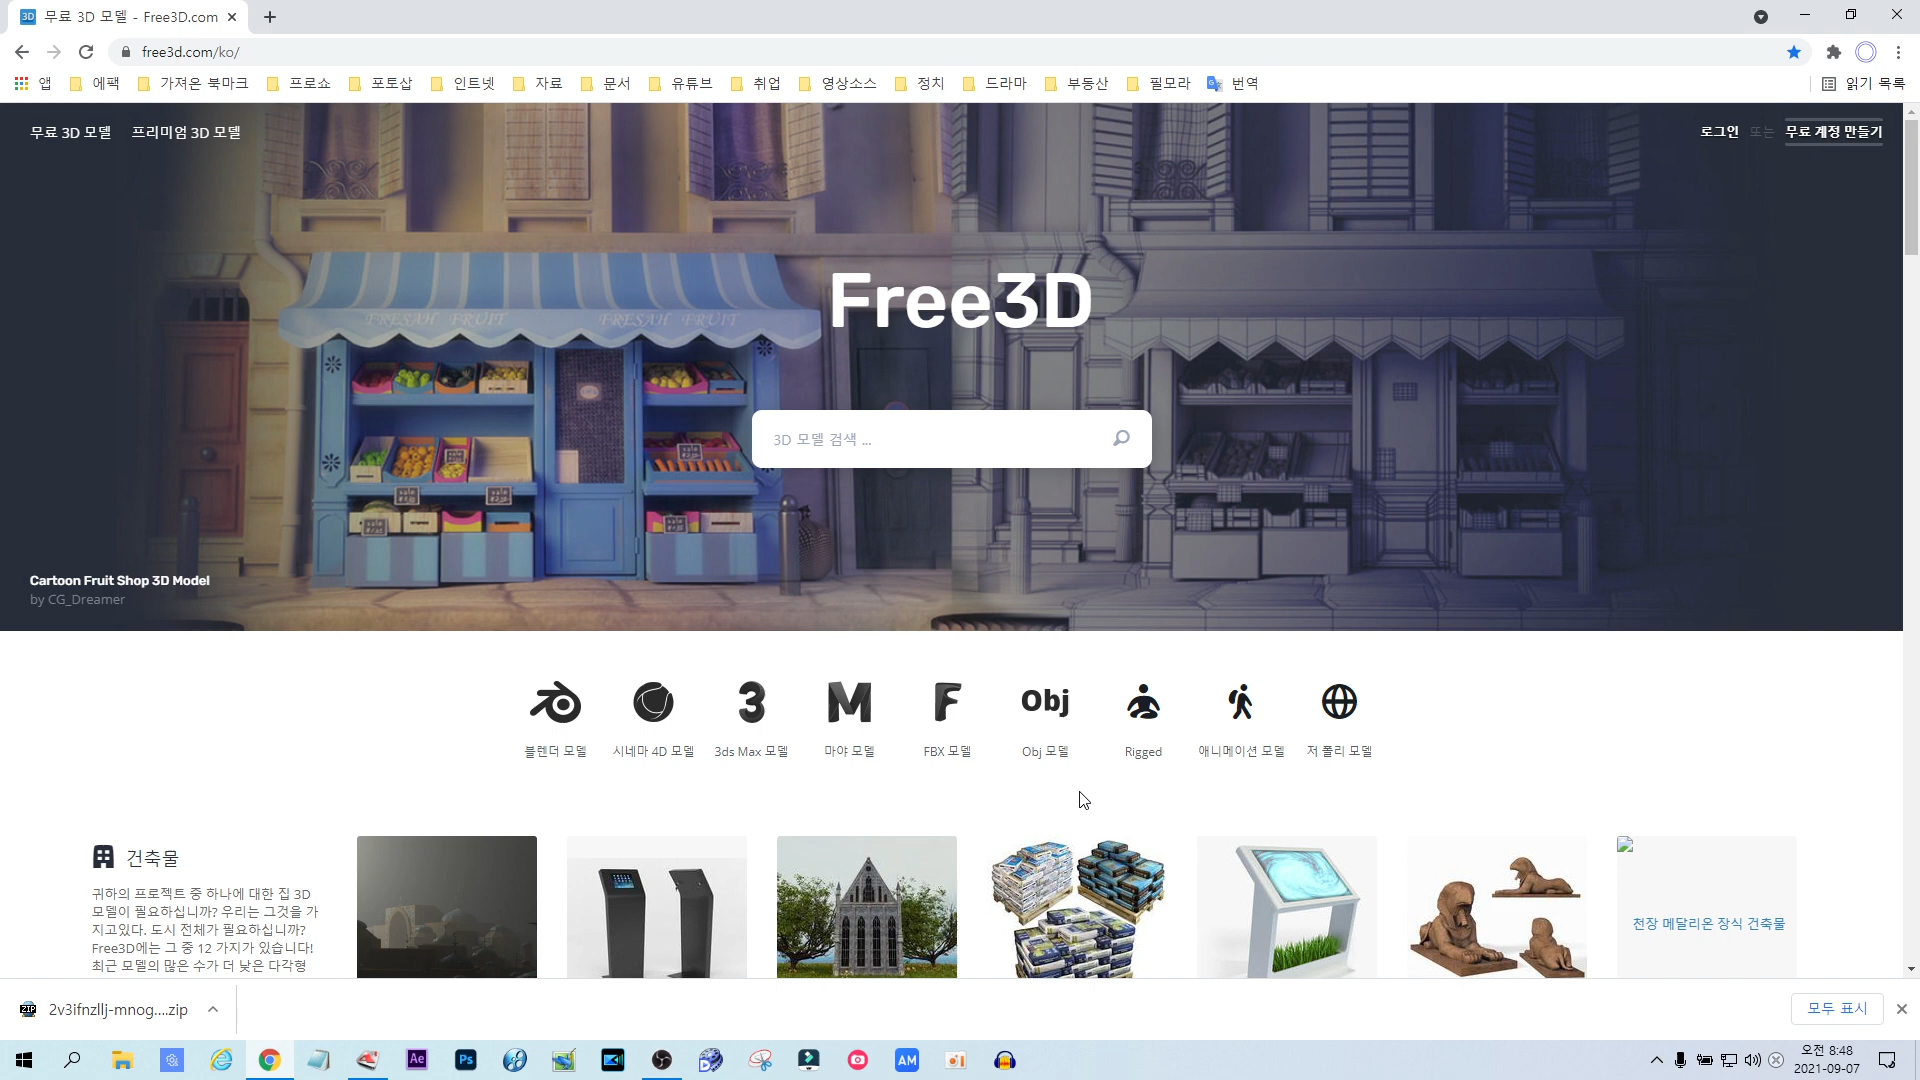 무료 3D 모델 - Free3D.com
free3d.com/ko/
앱 에팩 가져온 북마크 프로쇼 포토샵 인트넷 자료 문서 유튜브 취업 영상소스 정치 드라마 부동산 필모라 번역 읽기 목록
무료 3D 모델 프리미엄 3D 모델 로그인 또는 무료 계정 만들기
FRESAH FRUIT FRESAH FRUIT
Free3D
3D 모델 검색 ...
Cartoon Fruit Shop 3D Model
by CG_Dreamer
3 M F Obj
블렌더 모델 시네마 4D 모델 3ds Max 모델 마야 모델 FBX 모델 Obj 모델 Rigged 애니메이션 모델 저 폴리 모델
건축물
귀하의 프로젝트 중 하나에 대한 집 3D
모델이 필요하십니까? 우리는 그것을 가
지고있다. 도시 전체가 필요하십니까?
Free3D에는 그 중 12 가지가 있습니다!
최근 모델의 많은 수가 더 낮은 다각형
천장 메달리온 장식 건축물
2v3ifnzllj-mnog....zip
모두 표시
Ae Ps AM
오전 8:48
2021-09-07